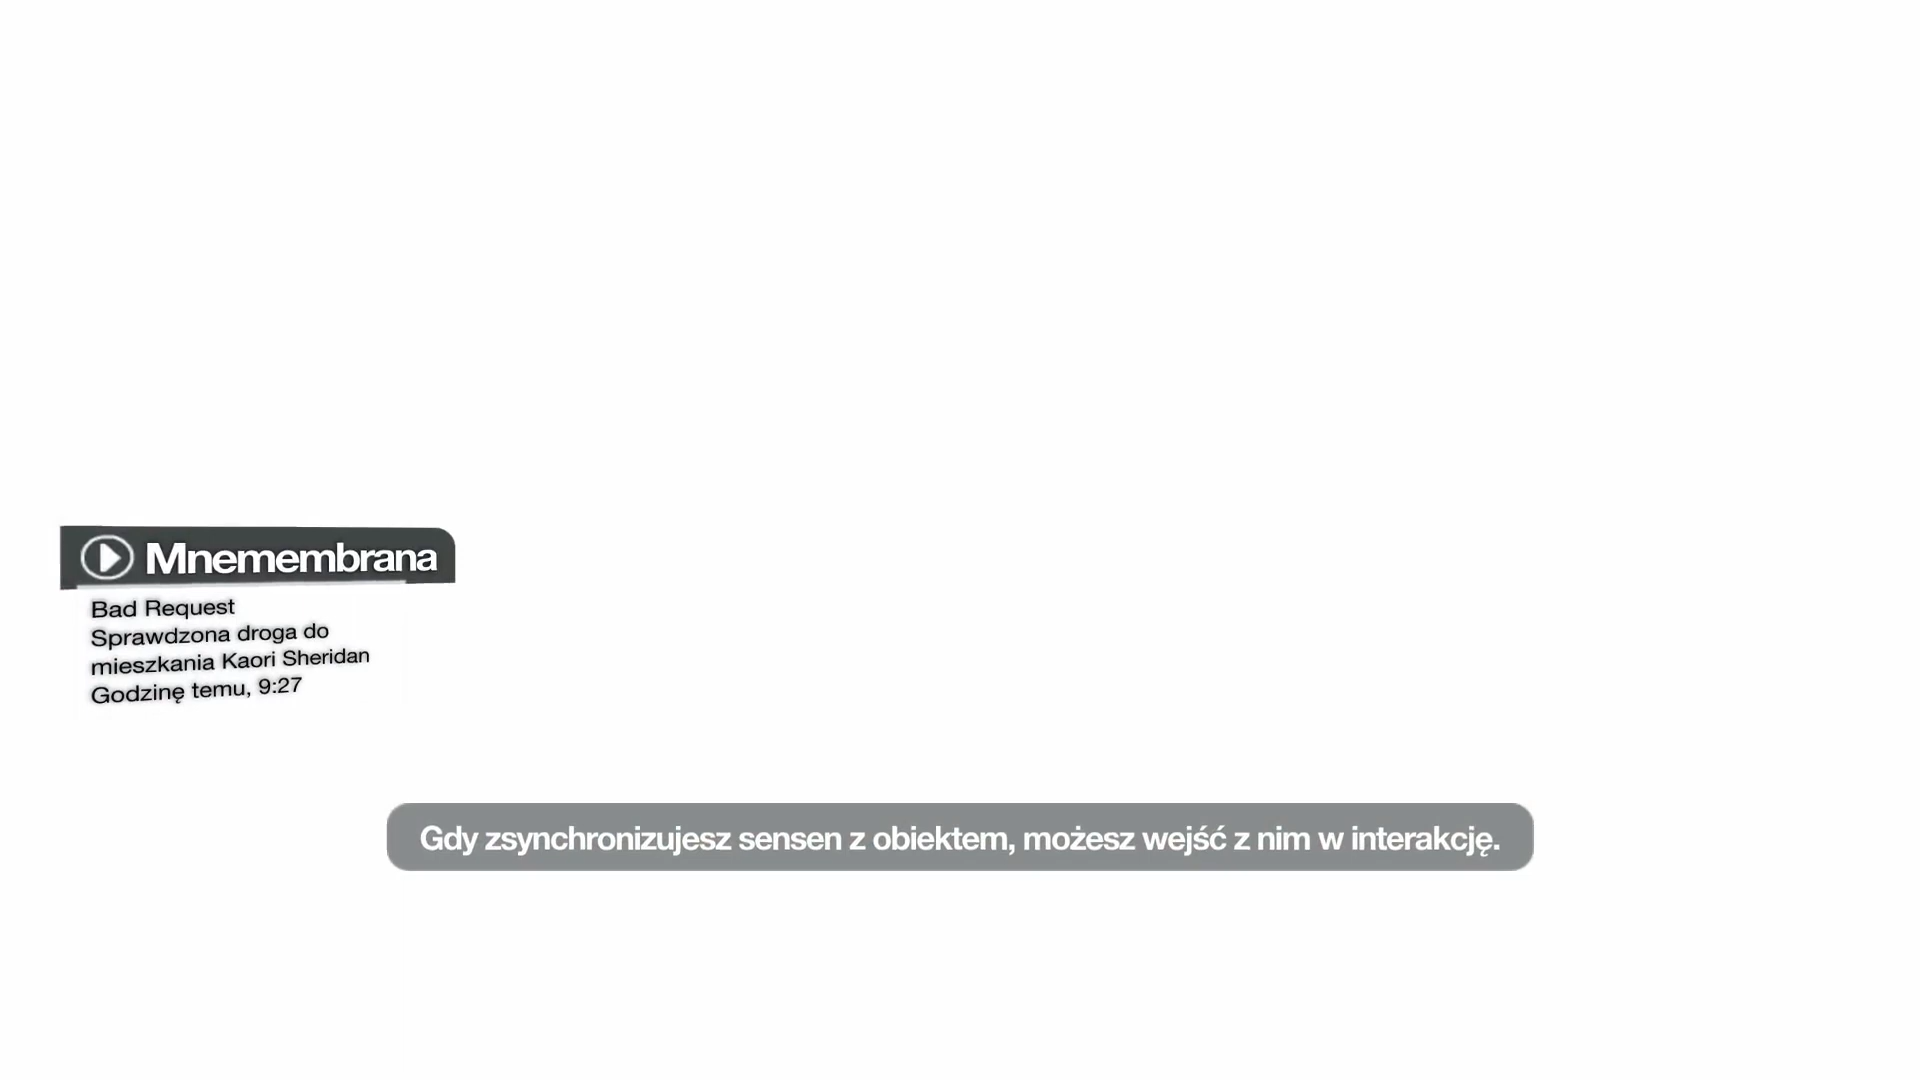 Mnemembrana
Bad Request
Sprawdzona droga do
mieszkania Kaori Sheridan
Godzinę temu, 9:27
Gdy zsynchronizujesz sensen z obiektem, możesz wejść z nim w interakcję.